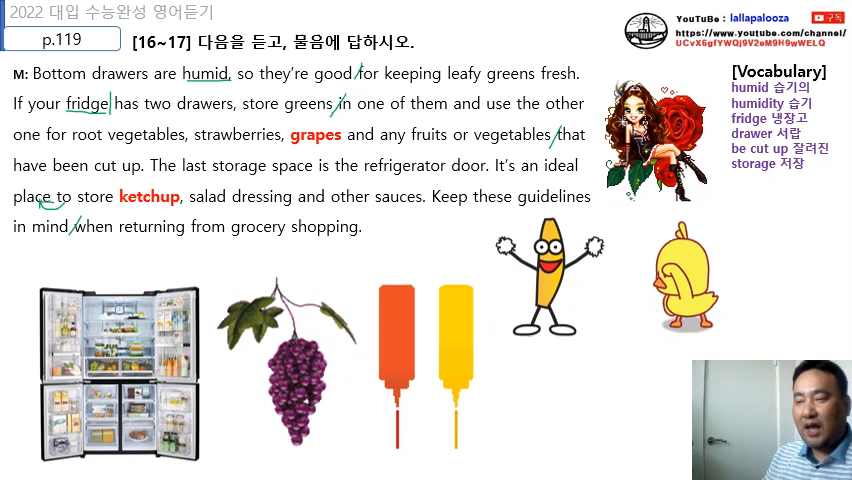 2022 대입 수능완성 영어듣기
p.119
[16~17] 다음을 듣고, 물음에 답하시오.
YouTuBe : lallapalooza
구독
https://www.youtube.com/channel/
UCvX6gfYWQj9V2eM9H9wWELQ
M: Bottom drawers are humid, so they're good for keeping leafy greens fresh.
If your fridge has two drawers, store greens in one of them and use the other
one for root vegetables, strawberries, grapes and any fruits or vegetables that
have been cut up. The last storage space is the refrigerator door. It's an ideal
place to store ketchup, salad dressing and other sauces. Keep these guidelines
in mind when returning from grocery shopping.
[Vocabulary]
humid 습기의
humidity 습기
fridge 냉장고
drawer 서랍
be cut up 잘려진
storage 저장